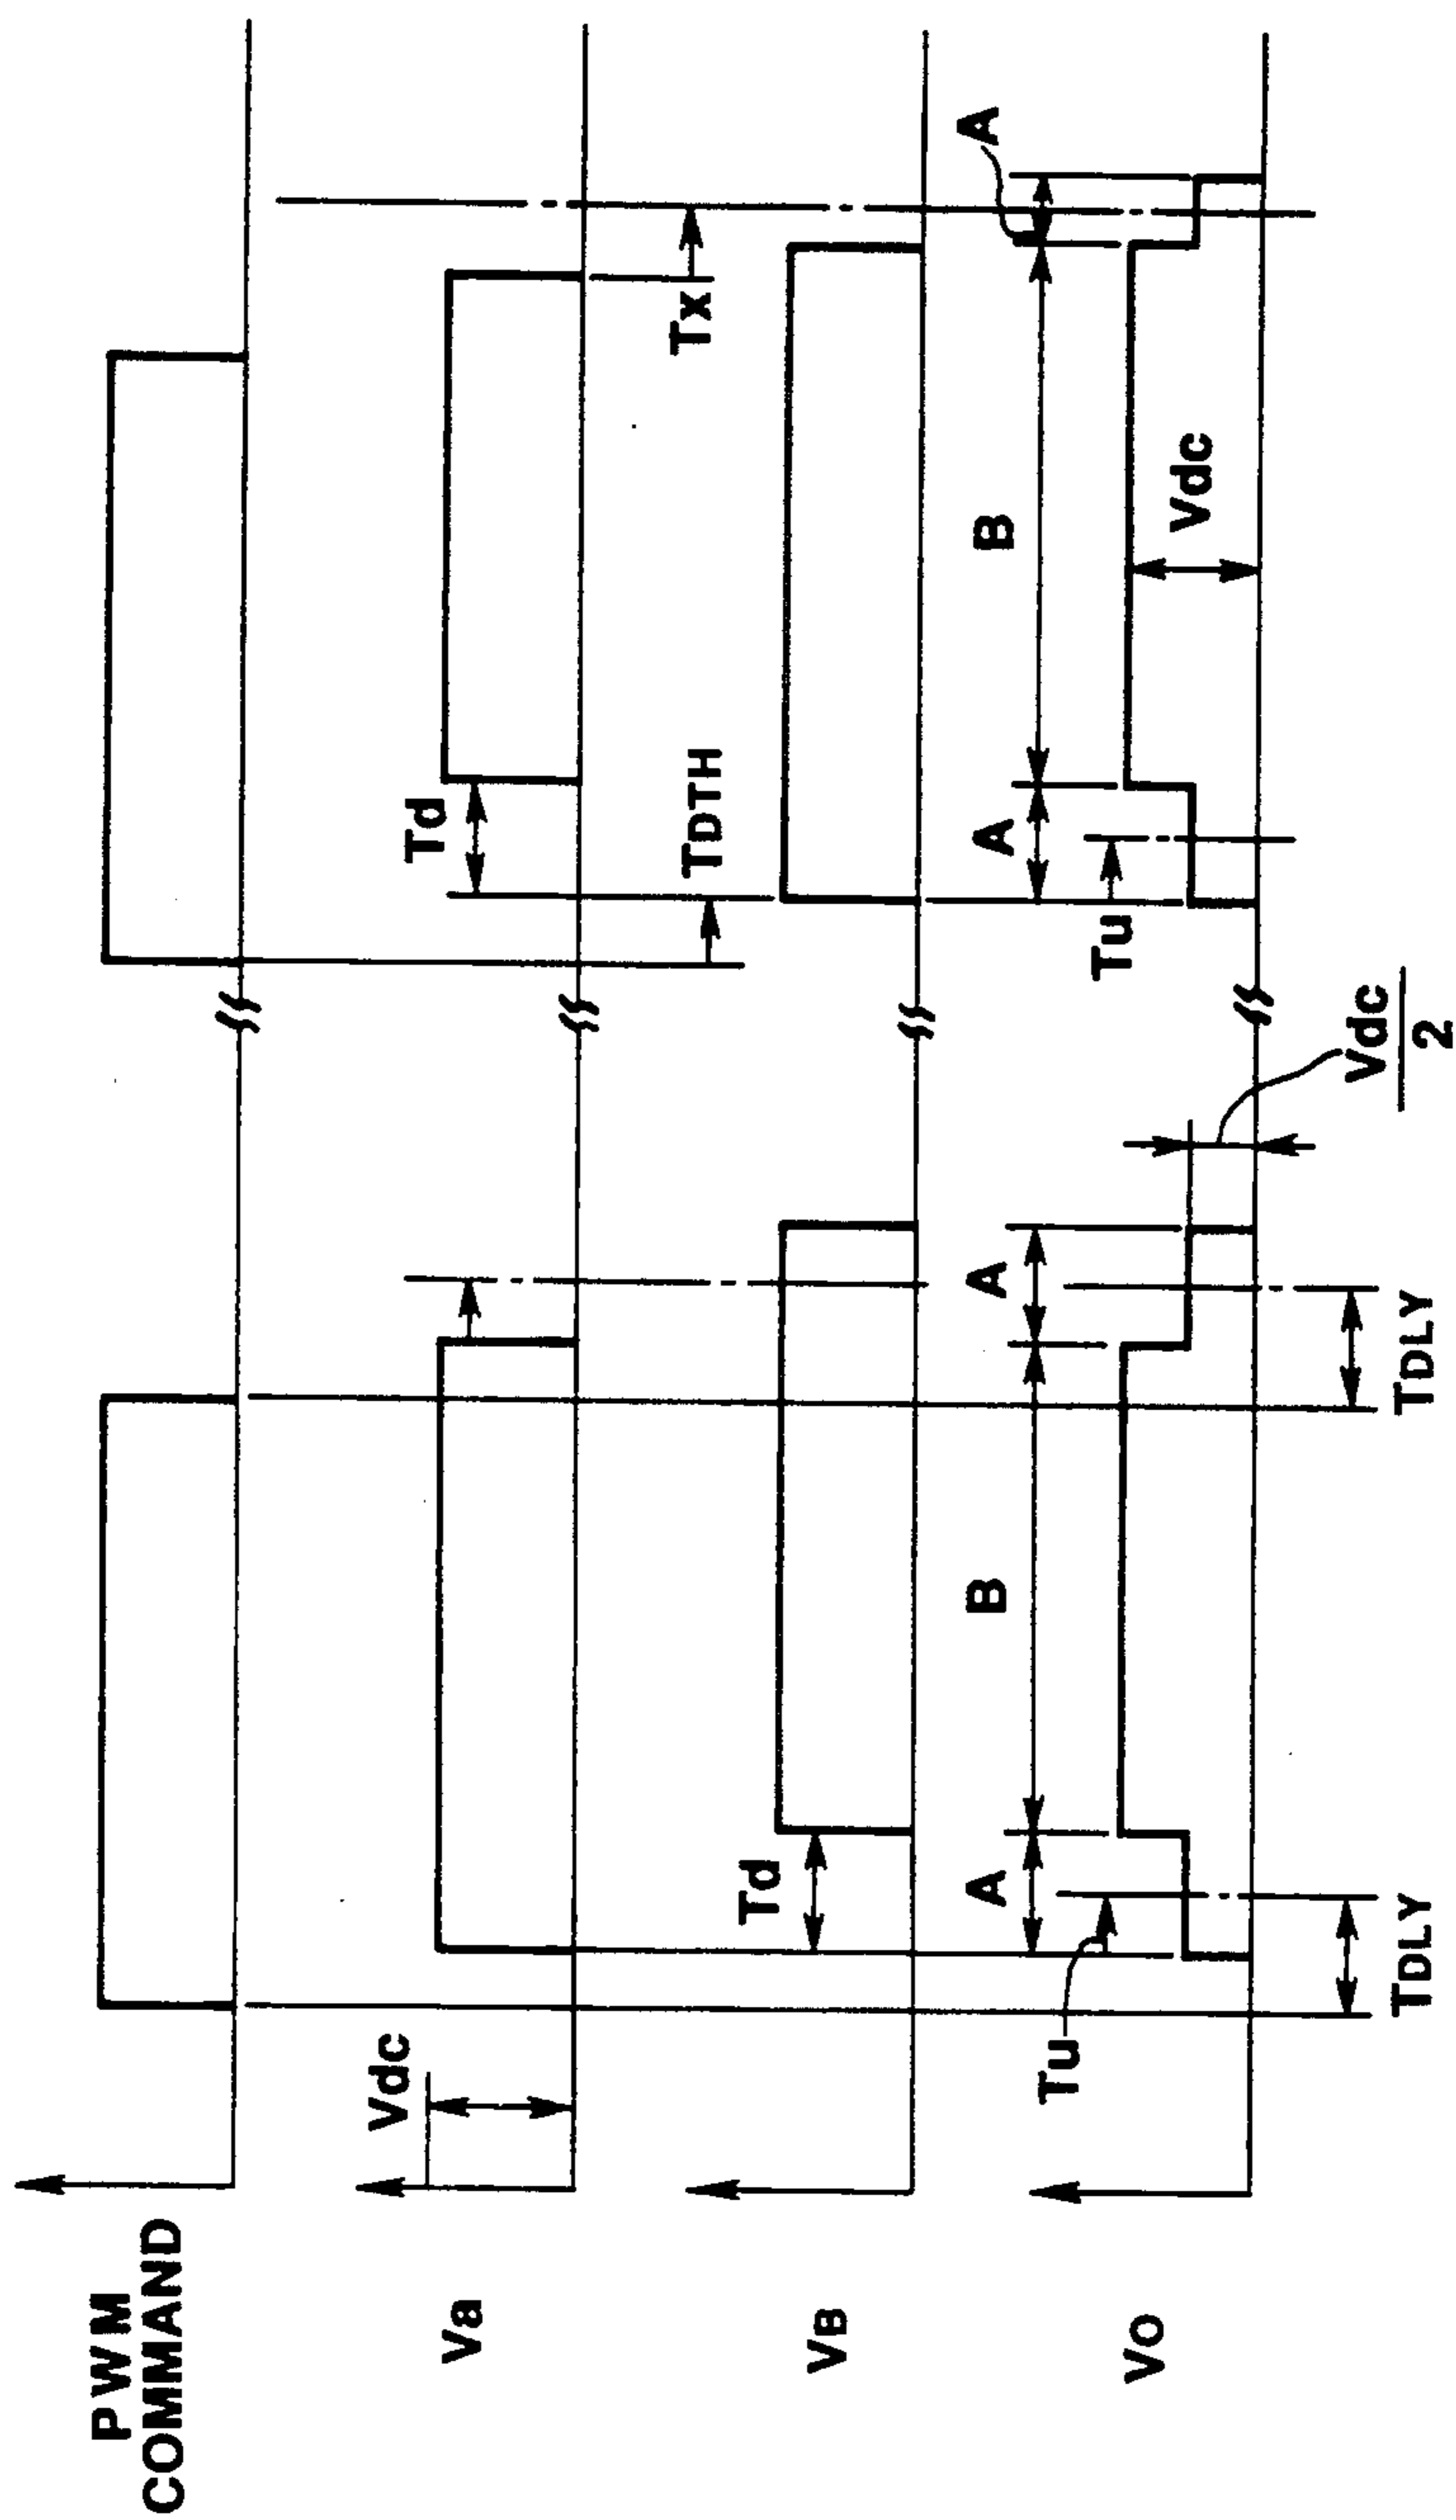 PWM
COMMAND
Va
Vdc
Td
Tx
TDTH
VB
Td
VO
Tu
A
B
A
Tu
A
B
A
Vdc
TDLY
TDLY
Vdc
2